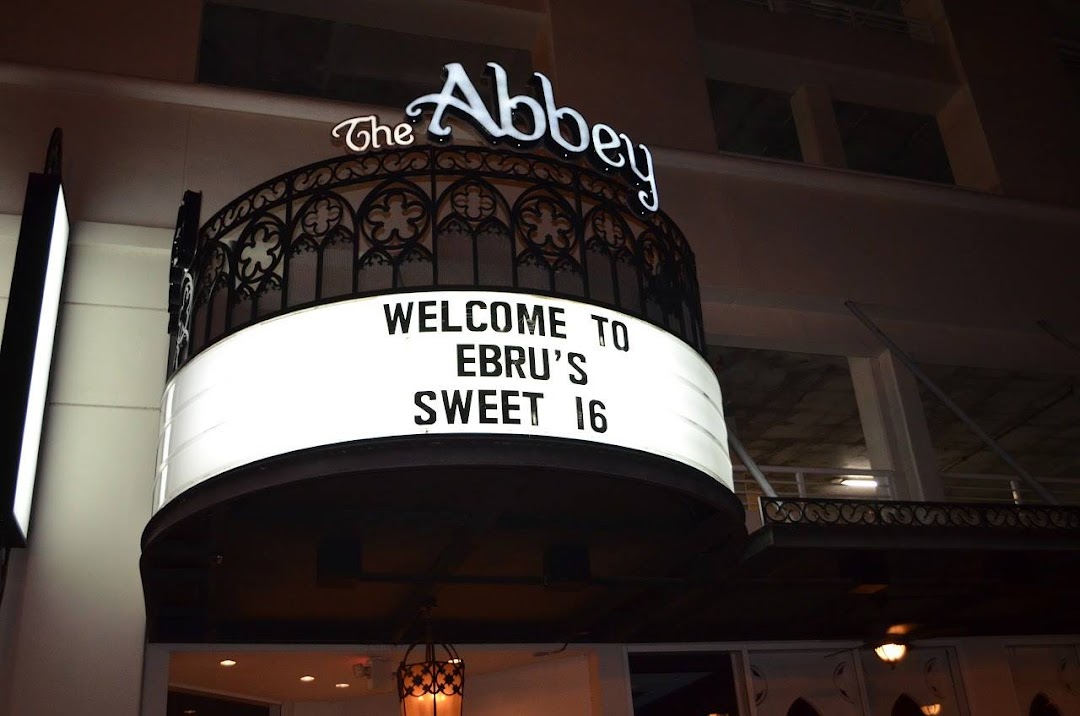 The Abbey
WELCOME TO
EBRU'S
SWEET 16